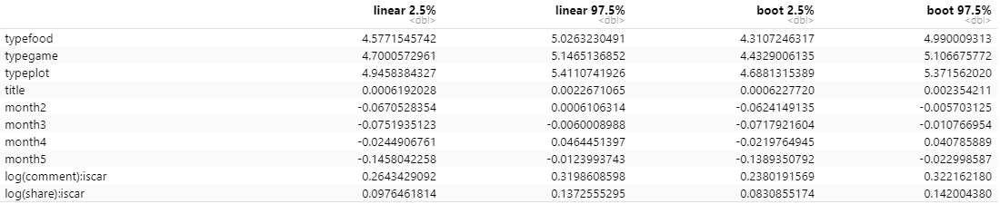 linear 2.5% linear 97.5% boot 2.5% boot 97.5%
<dbl> <dbl> <dbl> <dbl>
typefood 4.5771545742 5.0263230491 4.3107246317 4.990009313
typegame 4.7000572961 5.1465136852 4.4329006135 5.106675772
typeplot 4.9458384327 5.4110741926 4.6881315389 5.371562020
title 0.0006192028 0.0022671065 0.0006227720 0.002354211
month2 -0.0670528354 0.0006106314 -0.0624149135 -0.005703125
month3 -0.0751935123 -0.0060008988 -0.0717921604 -0.010766954
month4 -0.0244906761 0.0464451397 -0.0219764945 0.040785889
month5 -0.1458042258 -0.0123993743 -0.1389350792 -0.022998587
log(comment):iscar 0.2643429092 0.3198608598 0.2380191569 0.322162180
log(share):iscar 0.0976461814 0.1372555295 0.0830855174 0.142004380